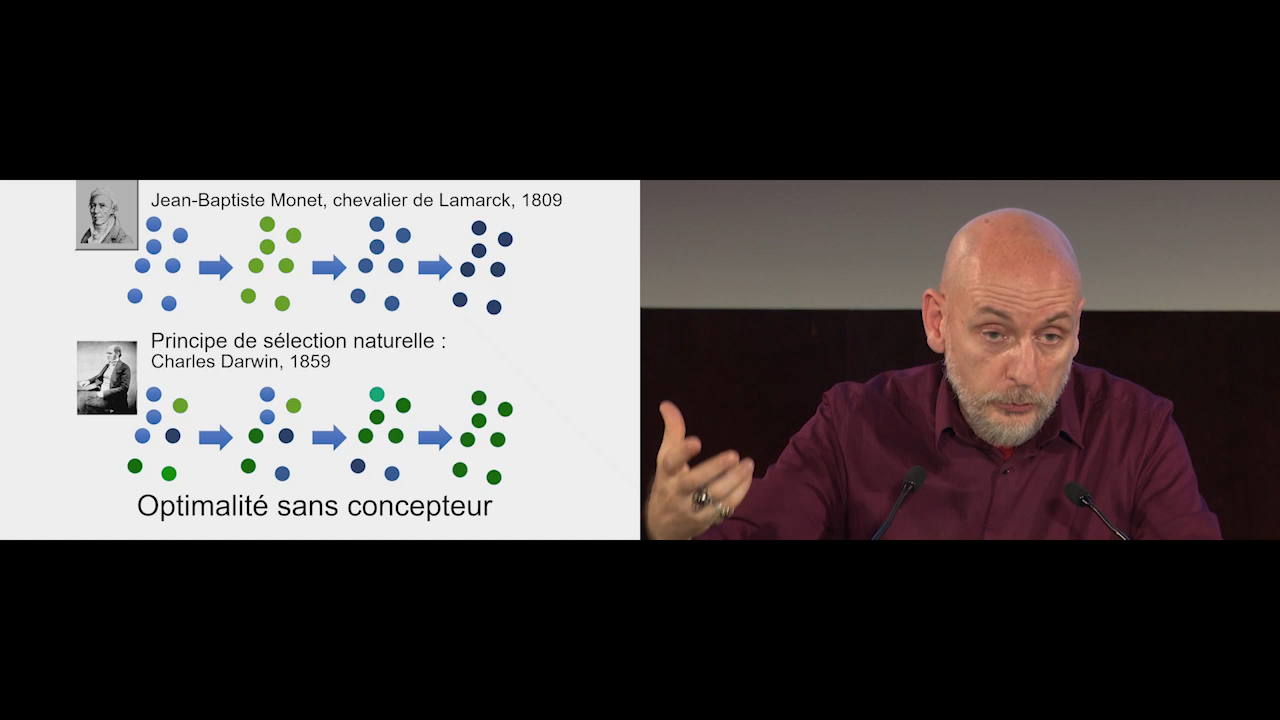 Jean-Baptiste Monet, chevalier de Lamarck, 1809
Principe de sélection naturelle :
Charles Darwin, 1859
Optimalité sans concepteur